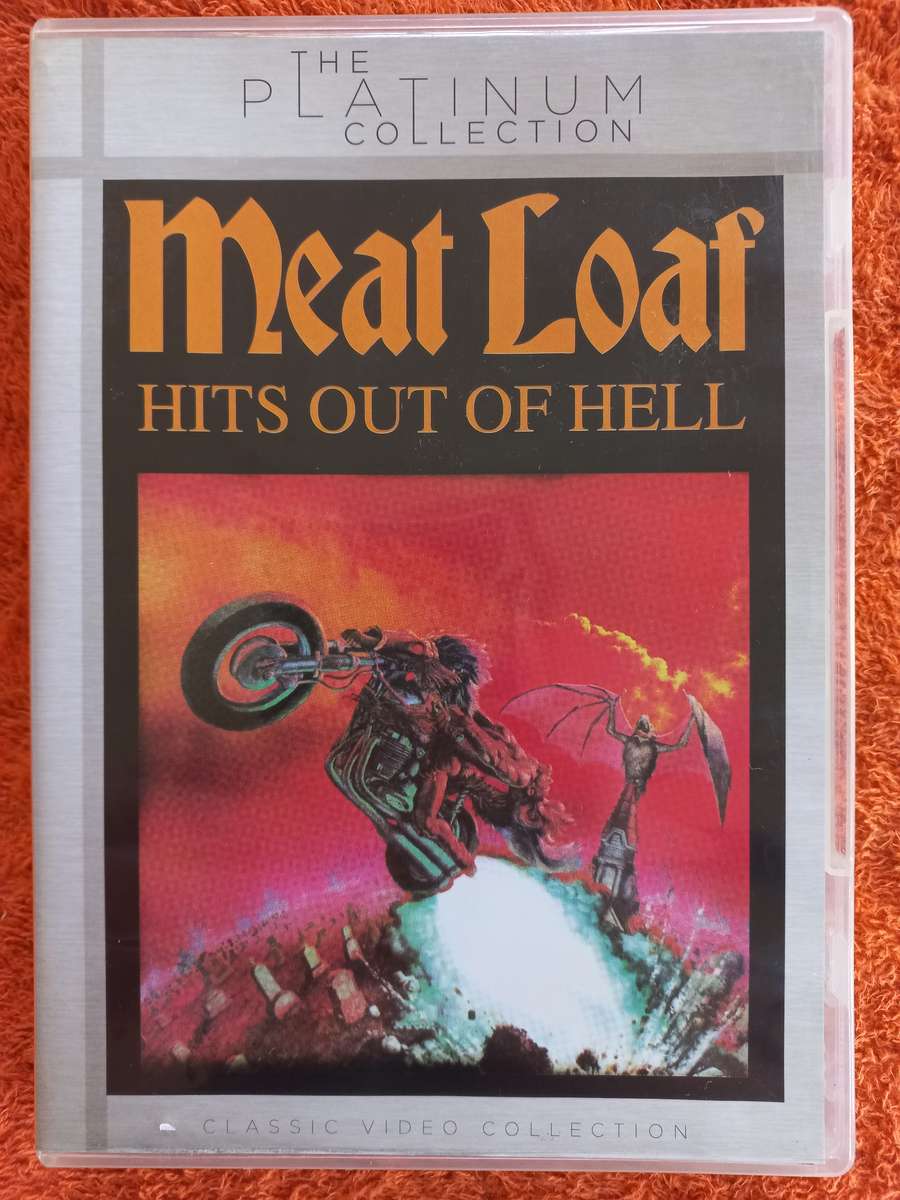 THE
PLATINUM
COLLECTION
Meat Loaf
HITS OUT OF HELL
CLASSIC VIDEO COLLECTION